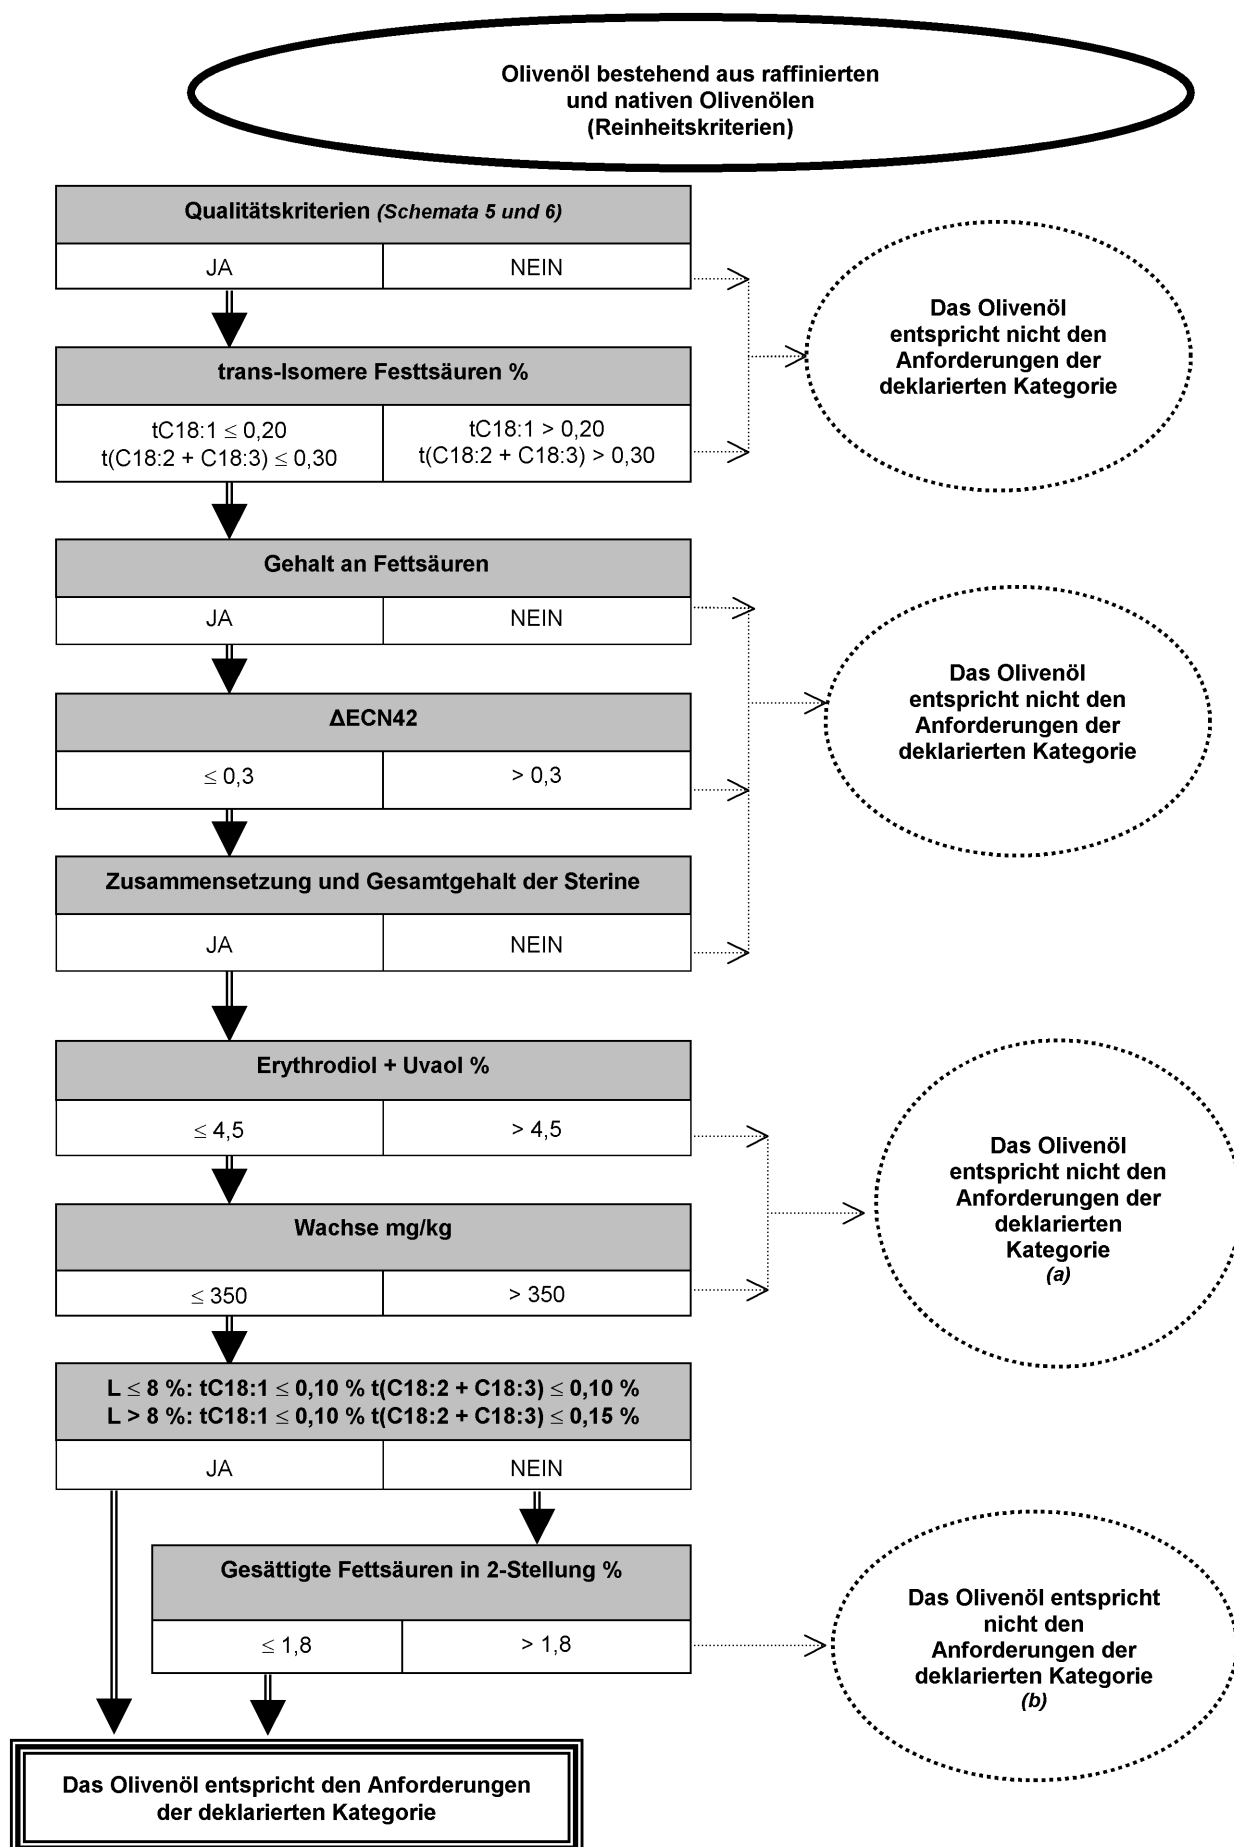 Olivenöl bestehend aus raffinierten
und nativen Olivenölen
(Reinheitskriterien)
Qualitätskriterien (Schemata 5 und 6)
JA NEIN
Das Olivenöl
entspricht nicht den
Anforderungen der
deklarierten Kategorie
trans-Isomere Festtsäuren %
tC18:1 ≤ 0,20 tC18:1 > 0,20
t(C18:2 + C18:3) ≤ 0,30 t(C18:2 + C18:3) > 0,30
Gehalt an Fettsäuren
JA NEIN
Das Olivenöl
entspricht nicht den
Anforderungen der
deklarierten Kategorie
ΔECN42
≤ 0,3 > 0,3
Zusammensetzung und Gesamtgehalt der Sterine
JA NEIN
Erythrodiol + Uvaol %
≤ 4,5 > 4,5
Das Olivenöl
entspricht nicht den
Anforderungen der
deklarierten
Kategorie
(a)
Wachse mg/kg
≤ 350 > 350
L ≤ 8 %: tC18:1 ≤ 0,10 % t(C18:2 + C18:3) ≤ 0,10 %
L > 8 %: tC18:1 ≤ 0,10 % t(C18:2 + C18:3) ≤ 0,15 %
JA NEIN
Gesättigte Fettsäuren in 2-Stellung %
≤ 1,8 > 1,8
Das Olivenöl entspricht
nicht den
Anforderungen der
deklarierten Kategorie
(b)
Das Olivenöl entspricht den Anforderungen
der deklarierten Kategorie